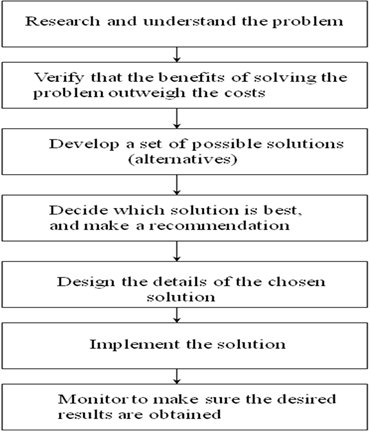 Research and understand the problem
Verify that the benefits of solving the
problem outweigh the costs
Develop a set of possible solutions
(alternatives)
Decide which solution is best,
and make a recommendation
Design the details of the chosen
solution
Implement the solution
Monitor to make sure the desired
results are obtained